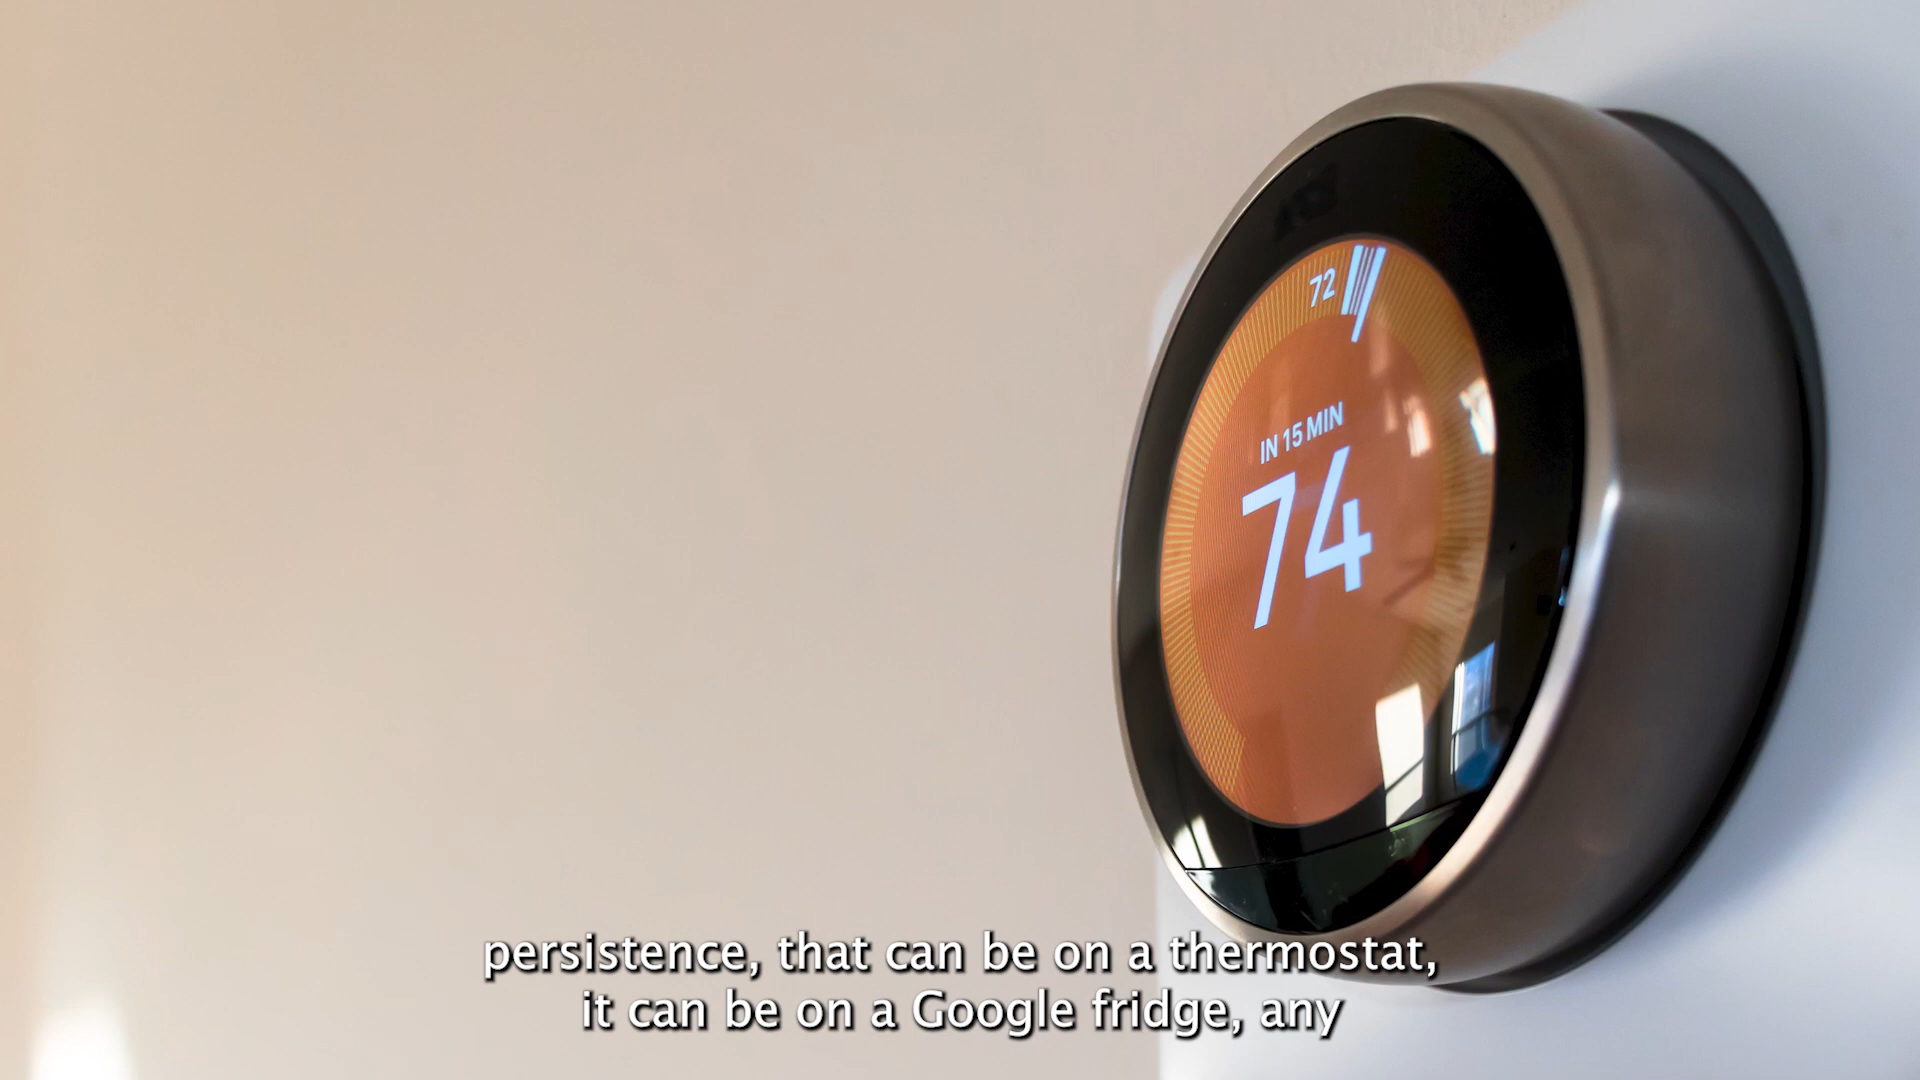 72
IN 15 MIN
74
persistence, that can be on a thermostat,
it can be on a Google fridge, any